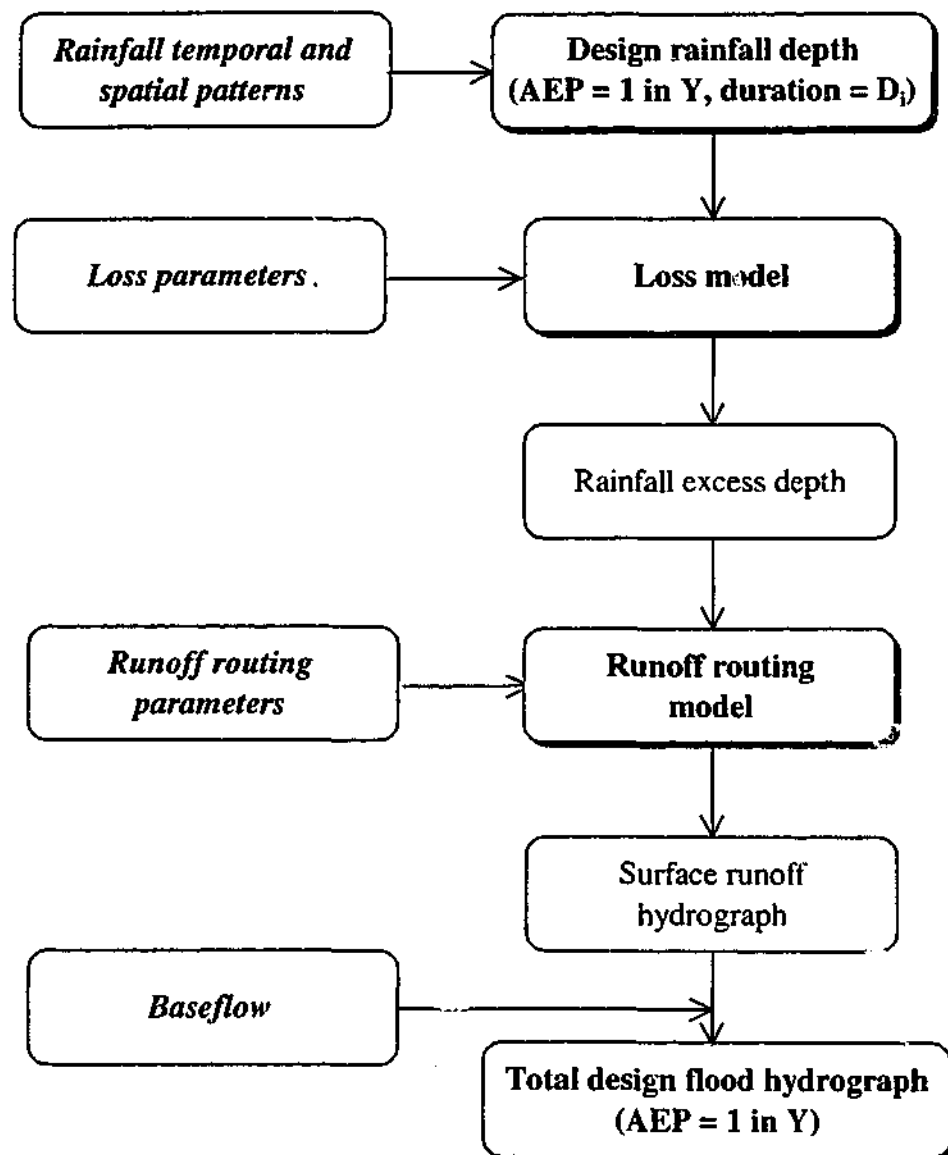 Rainfall temporal and
spatial patterns
Design rainfall depth
(AEP = 1 in Y, duration = Di)
Loss parameters .
Loss model
Rainfall excess depth
Runoff routing
parameters
Runoff routing
model
Surface runoff
hydrograph
Baseflow
Total design flood hydrograph
(AEP = 1 in Y)